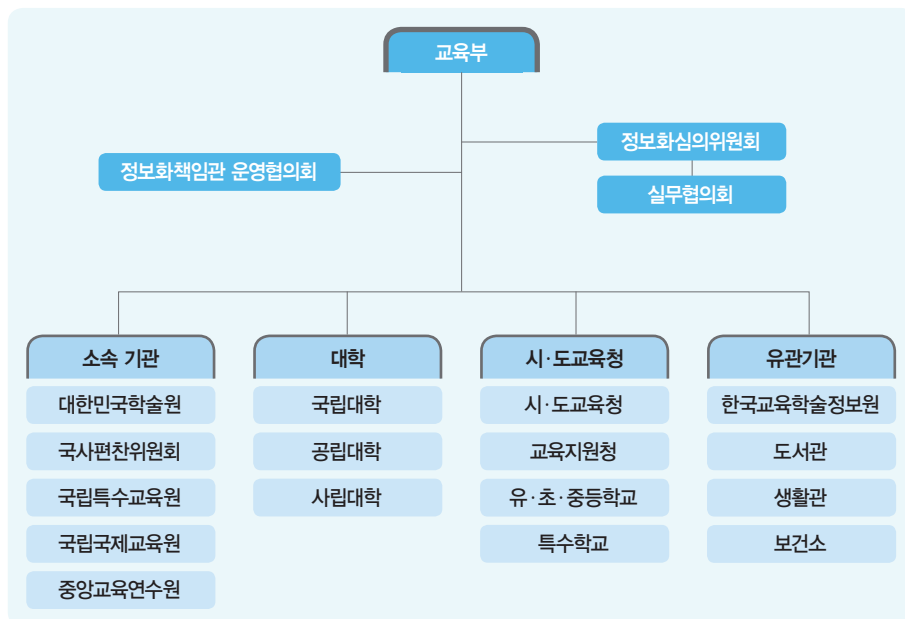 교육부
정보화심의위원회
정보화책임관 운영협의회
실무협의회
소속 기관
대한민국학술원
국사편찬위원회
국립특수교육원
국립국제교육원
중앙교육연수원
대학
국립대학
공립대학
사립대학
시·도교육청
시·도교육청
교육지원청
유·초·중등학교
특수학교
유관기관
한국교육학술정보원
도서관
생활관
보건소